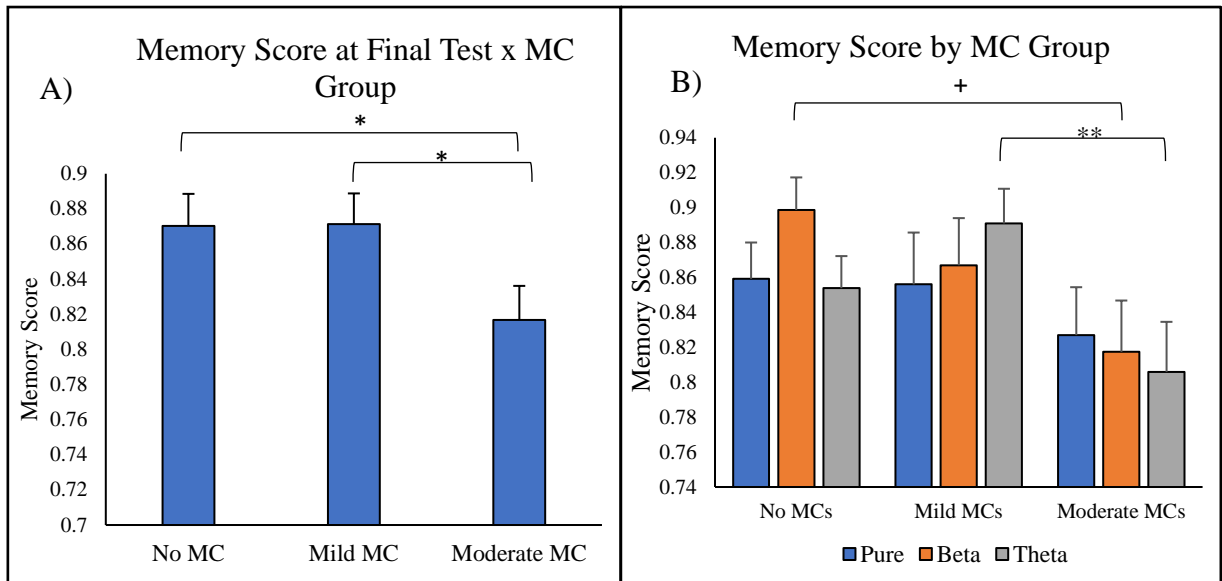 A)
Memory Score at Final Test x MC
Group
*
*
0.9
0.88
0.86
0.84
0.82
0.8
0.78
0.76
0.74
0.72
0.7
Memory Score
No MC Mild MC Moderate MC
B)
Memory Score by MC Group
+
**
0.94
0.92
0.9
0.88
0.86
0.84
0.82
0.8
0.78
0.76
0.74
Memory Score
No MCs Mild MCs Moderate MCs
Pure Beta Theta